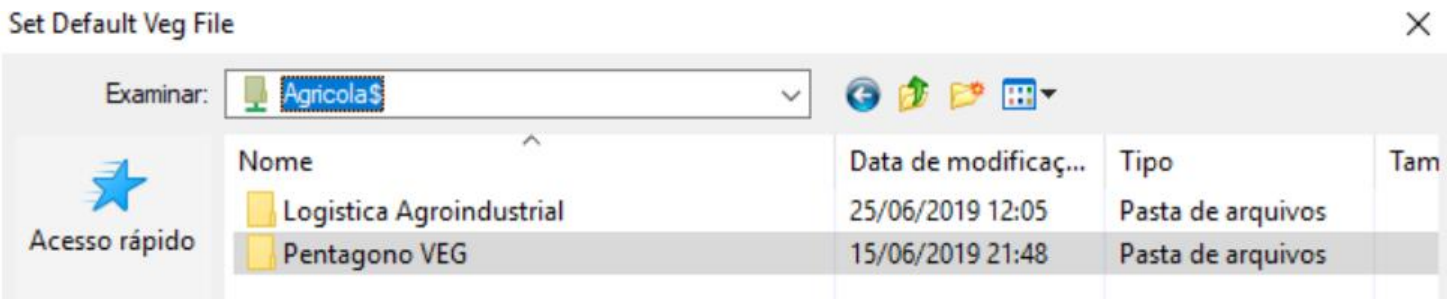 Set Default Veg File
Examinar: Agricola$
Nome Data de modificaç... Tipo Tam
Logistica Agroindustrial 25/06/2019 12:05 Pasta de arquivos
Acesso rápido
Pentagono VEG 15/06/2019 21:48 Pasta de arquivos